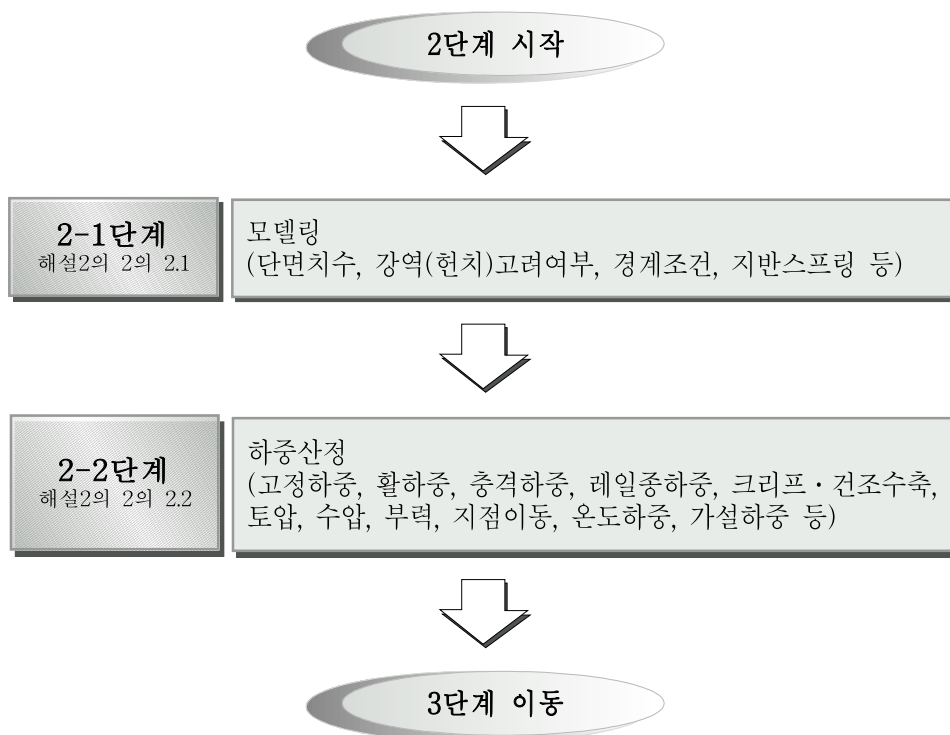 2단계 시작
2-1단계
해설2의 2의 2.1
모델링
(단면치수, 강역(헌치)고려여부, 경계조건, 지반스프링 등)
2-2단계
해설2의 2의 2.2
하중산정
(고정하중, 활하중, 충격하중, 레일종하중, 크리프·건조수축,
토압, 수압, 부력, 지점이동, 온도하중, 가설하중 등)
3단계 이동